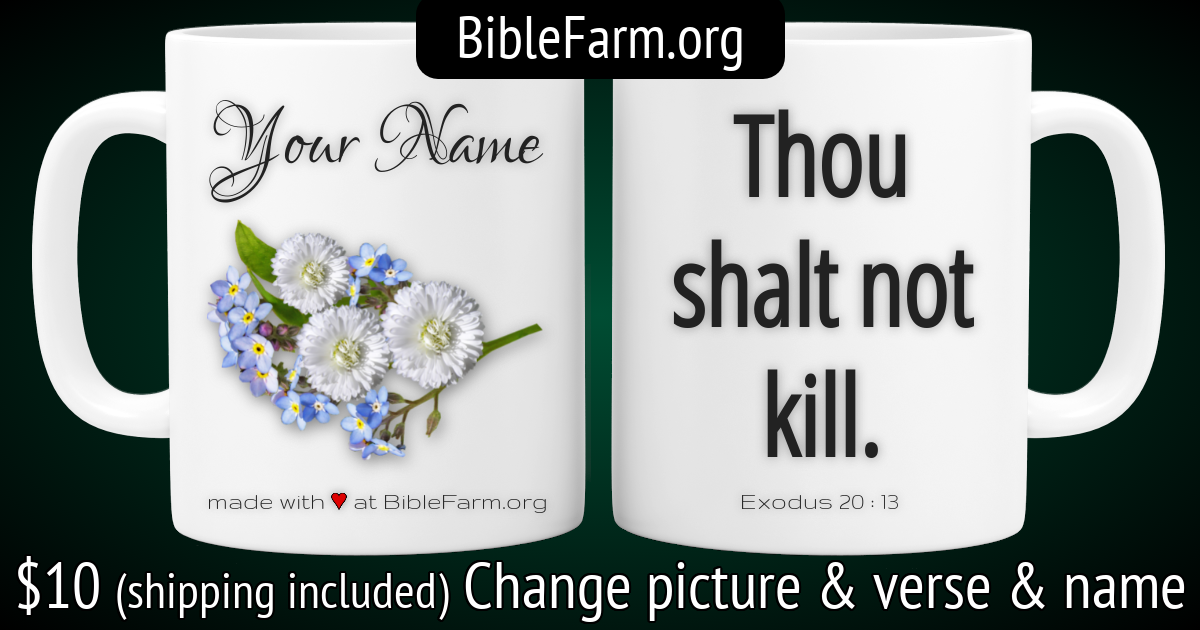 BibleFarm.org
Your Name
made with ♥ at BibleFarm.org
Thou
shalt not
kill.
Exodus 20 : 13
$10 (shipping included) Change picture & verse & name